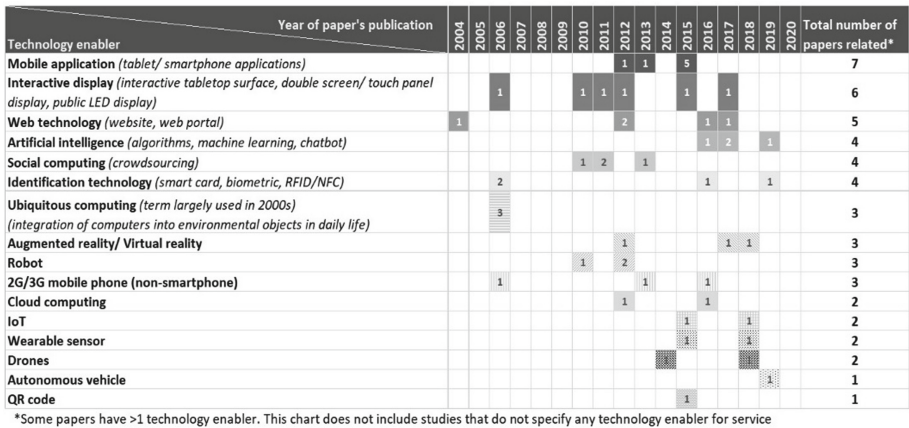 Year of paper's publication 2004 2005 2006 2007 2008 2009 2010 2011 2012 2013 2014 2015 2016 2017 2018 2019 2020 Total number of
Technology enabler papers related*
Mobile application (tablet/ smartphone applications) 1 1 5 7
Interactive display (interactive tabletop surface, double screen/ touch panel
display, public LED display) 1 1 1 1 1 1 6
Web technology (website, web portal) 1 2 1 1 5
Artificial intelligence (algorithms, machine learning, chatbot) 1 2 1 4
Social computing (crowdsourcing) 1 2 1 4
Identification technology (smart card, biometric, RFID/NFC) 2 1 1 4
Ubiquitous computing (term largely used in 2000s)
(integration of computers into environmental objects in daily life) 3 3
Augmented reality/ Virtual reality 1 1 1 3
Robot 1 2 3
2G/3G mobile phone (non-smartphone) 1 1 1 3
Cloud computing 1 1 2
IoT 1 1 2
Wearable sensor 1 1 2
Drones 1 1 2
Autonomous vehicle 1 1
QR code 1 1
*Some papers have >1 technology enabler. This chart does not include studies that do not specify any technology enabler for service